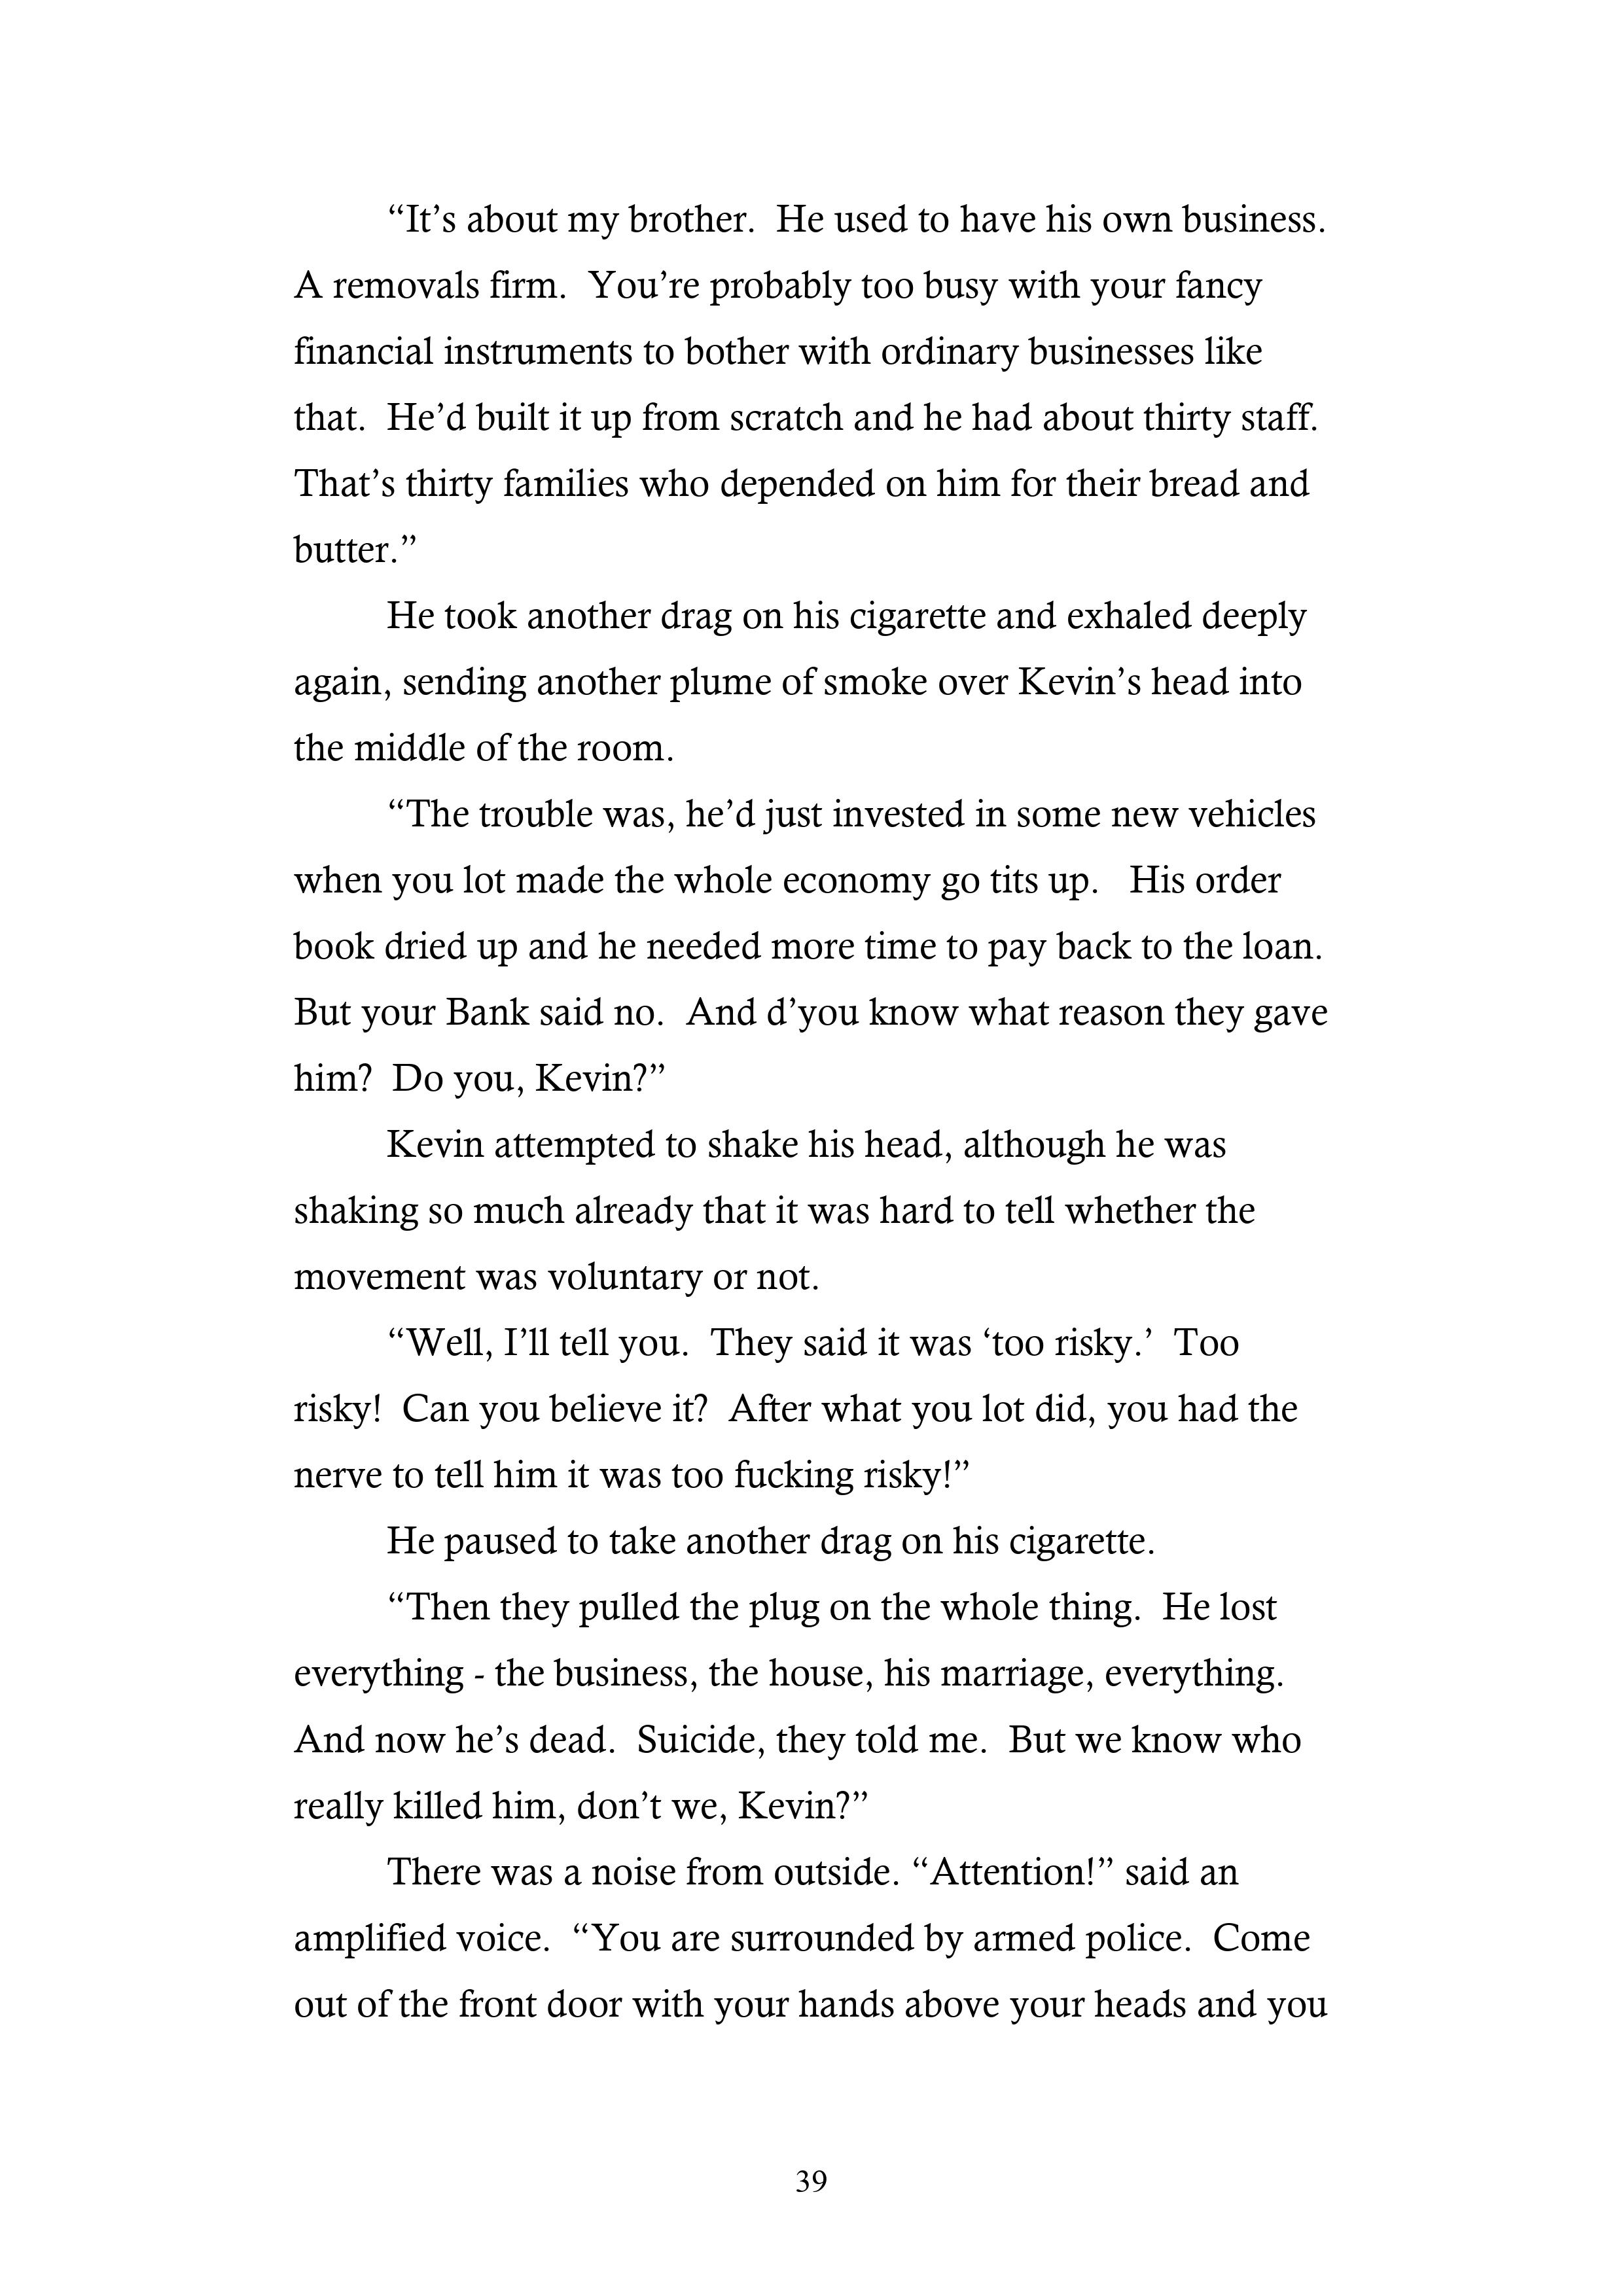 “It’s about my brother.  He used to have his own business.
A removals firm.  You’re probably too busy with your fancy
financial instruments to bother with ordinary businesses like
that.  He’d built it up from scratch and he had about thirty staff.
That’s thirty families who depended on him for their bread and
butter.”
He took another drag on his cigarette and exhaled deeply
again, sending another plume of smoke over Kevin’s head into
the middle of the room.
“The trouble was, he’d just invested in some new vehicles
when you lot made the whole economy go tits up.   His order
book dried up and he needed more time to pay back to the loan.
But your Bank said no.  And d’you know what reason they gave
him?  Do you, Kevin?”
Kevin attempted to shake his head, although he was
shaking so much already that it was hard to tell whether the
movement was voluntary or not.
“Well, I’ll tell you.  They said it was ‘too risky.’  Too
risky!  Can you believe it?  After what you lot did, you had the
nerve to tell him it was too fucking risky!”
He paused to take another drag on his cigarette.
“Then they pulled the plug on the whole thing.  He lost
everything - the business, the house, his marriage, everything.
And now he’s dead.  Suicide, they told me.  But we know who
really killed him, don’t we, Kevin?”
There was a noise from outside. “Attention!” said an
amplified voice.  “You are surrounded by armed police.  Come
out of the front door with your hands above your heads and you
39